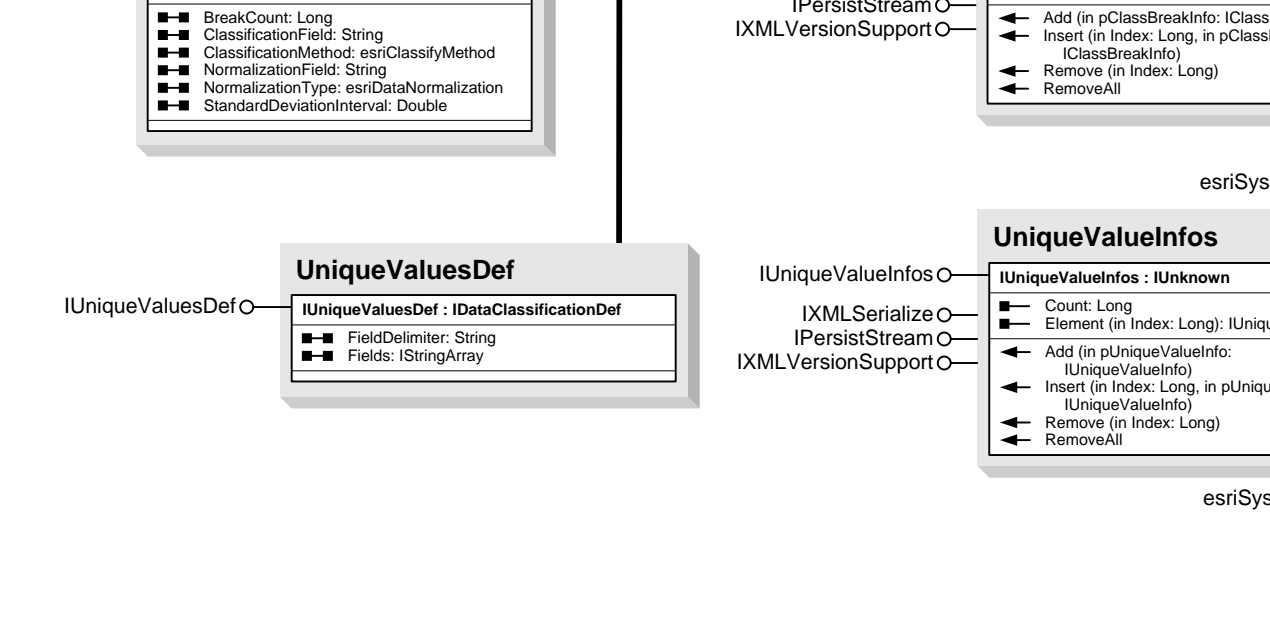 BreakCount: Long
ClassificationField: String
ClassificationMethod: esriClassifyMethod
NormalizationField: String
NormalizationType: esriDataNormalization
StandardDeviationInterval: Double
IUniqueValuesDef
UniqueValuesDef
IUniqueValuesDef : IDataClassificationDef
FieldDelimiter: String
Fields: IStringArray
IPersistStream
IXMLVersionSupport
Add (in pClassBreakInfo: IClass
Insert (in Index: Long, in
IClassBreakInfo)
Remove (in Index: Long)
RemoveAll
esriSys
UniqueValueInfos
IUniqueValueInfos
IXMLSerialize
IPersistStream
IXMLVersionSupport
IUniqueValueInfos : IUnknown
Count: Long
Element (in Index: Long):
Add (in pUniqueValueInfo:
IUniqueValueInfo)
Insert (in Index: Long, in
IUniqueValueInfo)
Remove (in Index: Long)
RemoveAll
esriSys